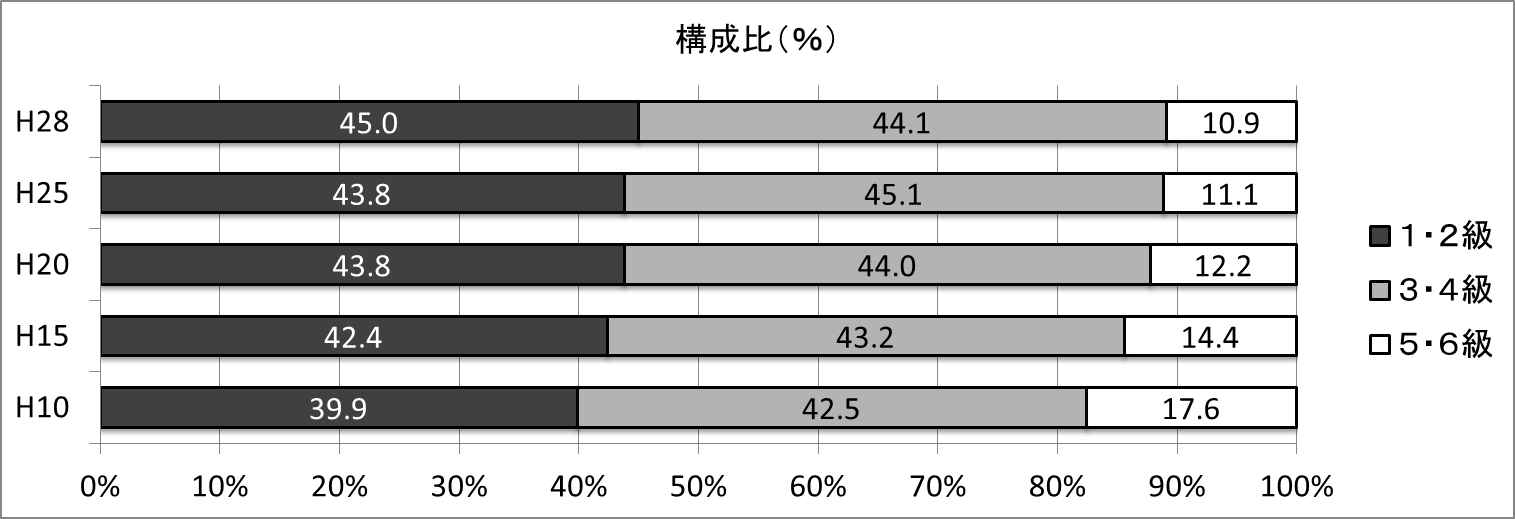 構成比（%）
H28 45.0 44.1 10.9
H25 43.8 45.1 11.1
H20 43.8 44.0 12.2
H15 42.4 43.2 14.4
H10 39.9 42.5 17.6
0% 10% 20% 30% 40% 50% 60% 70% 80% 90% 100%
１・２級
３・４級
５・６級